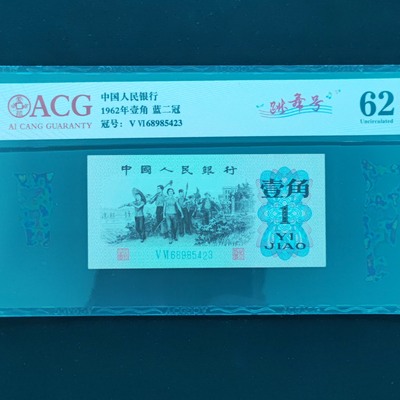 ACG
AI CANG GUARANTY
中国人民银行
1962年壹角 蓝二冠
冠号: V VI68985423
跳舞号
62
Uncirculated
中國人民銀行
壹角
1
YI
JIAO
V VI 68985423